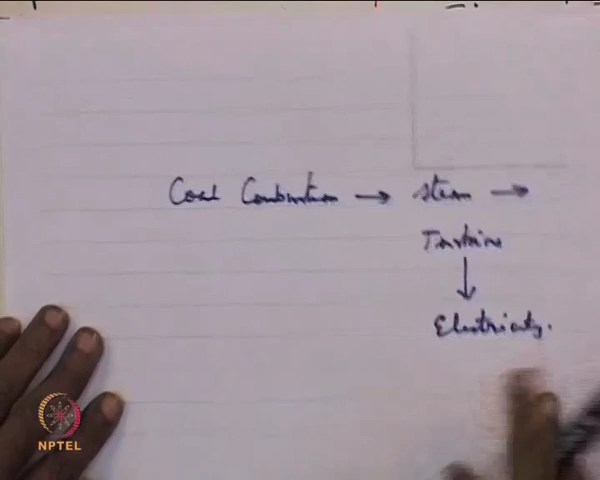 Coal Combustion → steam →
Turbine
↓
Electricity.
NPTEL